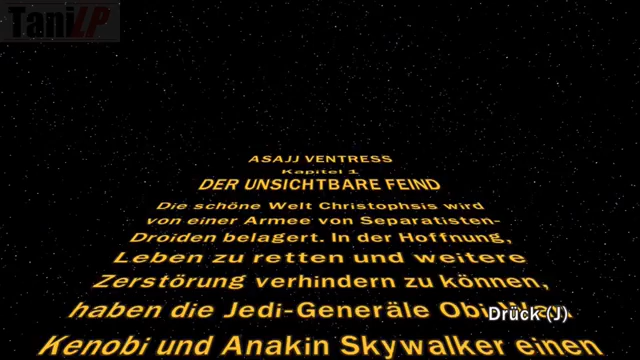 TaniLP
ASAJJ VENTRESS
Kapitel 1
DER UNSICHTBARE FEIND
Die schöne Welt Christophsis wird
von einer Armee von Separatisten-
Droiden belagert. In der Hoffnung,
Leben zu retten und weitere
Zerstörung verhindern zu können,
haben die Jedi-Generäle Obi-Wan
Kenobi und Anakin Skywalker einen
Drück (J)